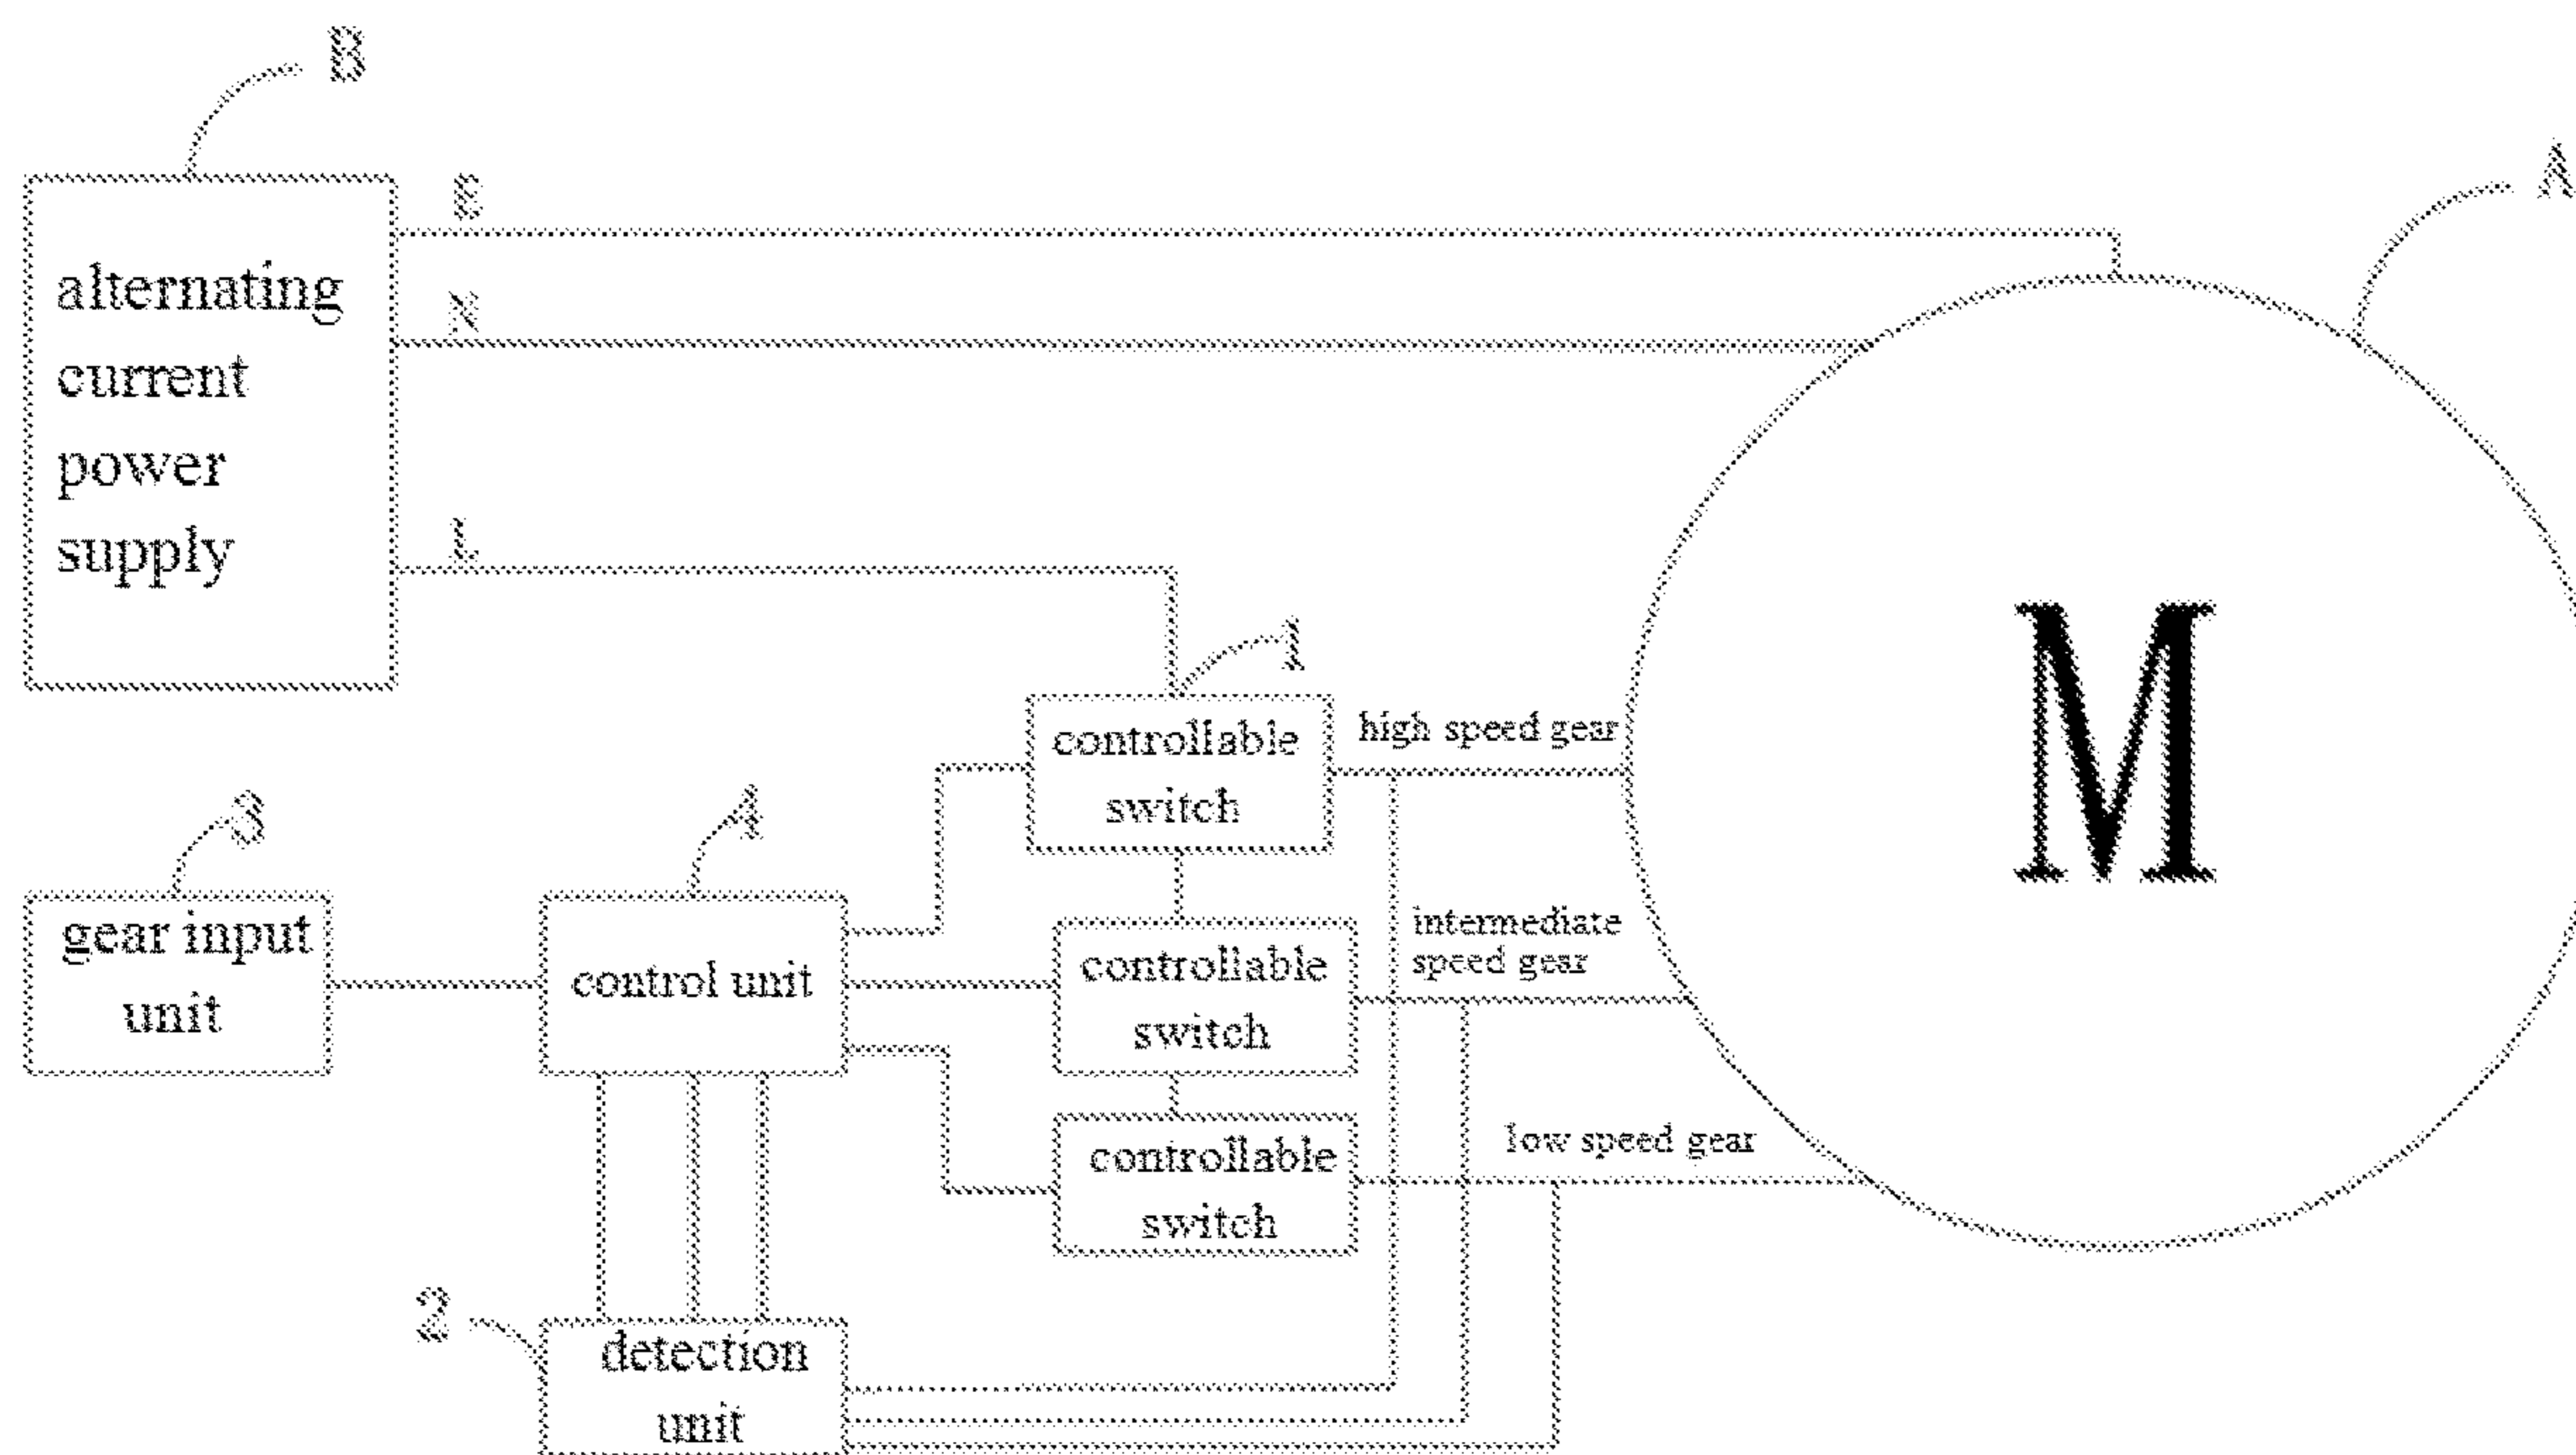 B
A
E
alternating
N
current
power
L
supply
1
controllable
switch
high speed gear
M
3
4
gear input
unit
control unit
controllable
switch
intermediate
speed gear
controllable
switch
low speed gear
2
detection
unit